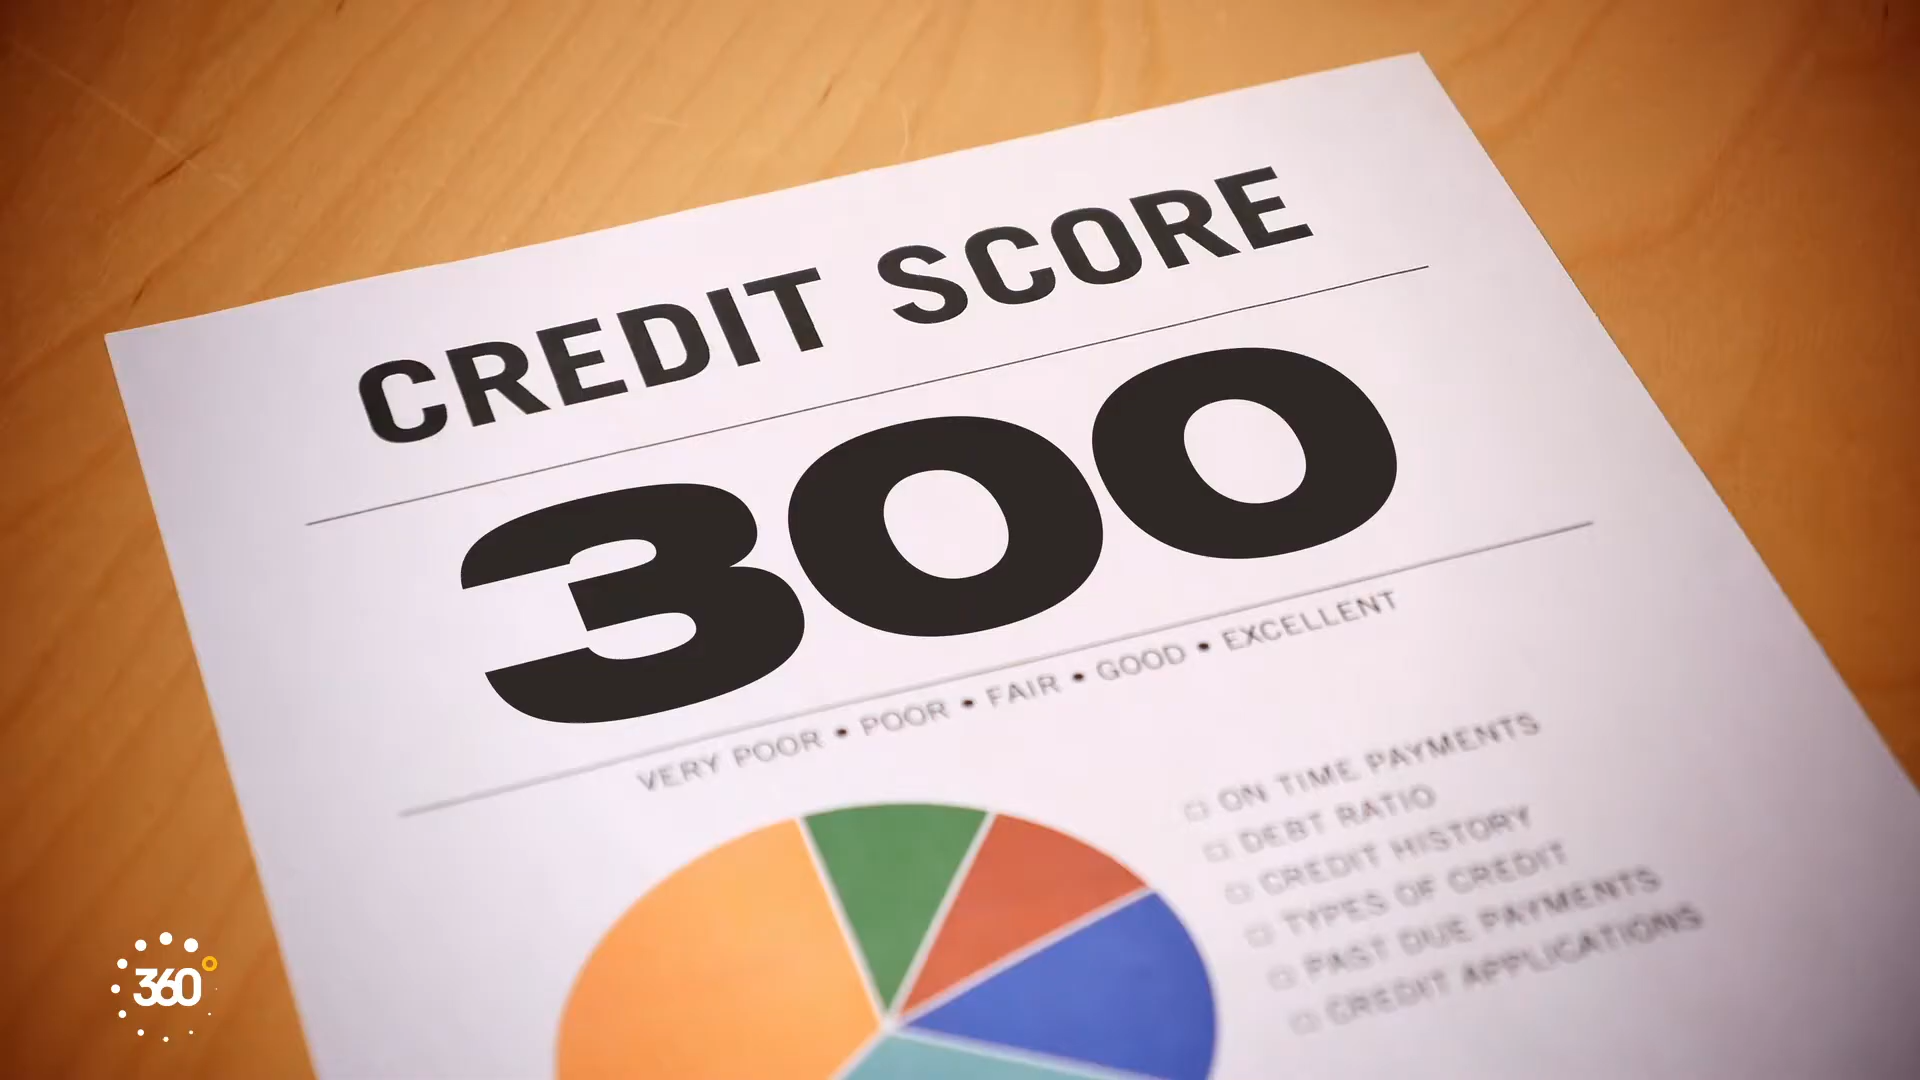 CREDIT SCORE
300
VERY POOR • POOR • FAIR • GOOD • EXCELLENT
ON TIME PAYMENTS
DEBT RATIO
CREDIT HISTORY
TYPES OF CREDIT
PAST DUE PAYMENTS
CREDIT APPLICATIONS
360